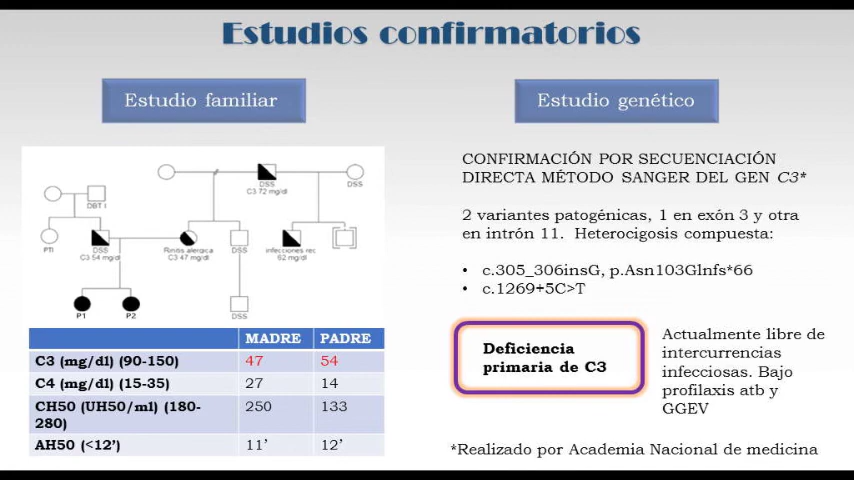 Estudios confirmatorios
Estudio familiar
DSS
C3 72 mg/dl
DSS
DBT I
PTI
DSS
C3 54 mg/dl
Rinitis alergica
C3 47 mg/dl
DSS
infecciones rec
62 mg/dl
P1
P2
DSS
MADRE PADRE
C3 (mg/dl) (90-150) 47 54
C4 (mg/dl) (15-35) 27 14
CH50 (UH50/ml) (180-
280) 250 133
AH50 (<12’) 11’ 12’
Estudio genético
CONFIRMACIÓN POR SECUENCIACIÓN
DIRECTA MÉTODO SANGER DEL GEN C3*
2 variantes patogénicas, 1 en exón 3 y otra
en intrón 11. Heterocigosis compuesta:
• c.305_306insG, p.Asn103Glnfs*66
• c.1269+5C>T
Deficiencia
primaria de C3
Actualmente libre de
intercurrencias
infecciosas. Bajo
profilaxis atb y
GGEV
*Realizado por Academia Nacional de medicina